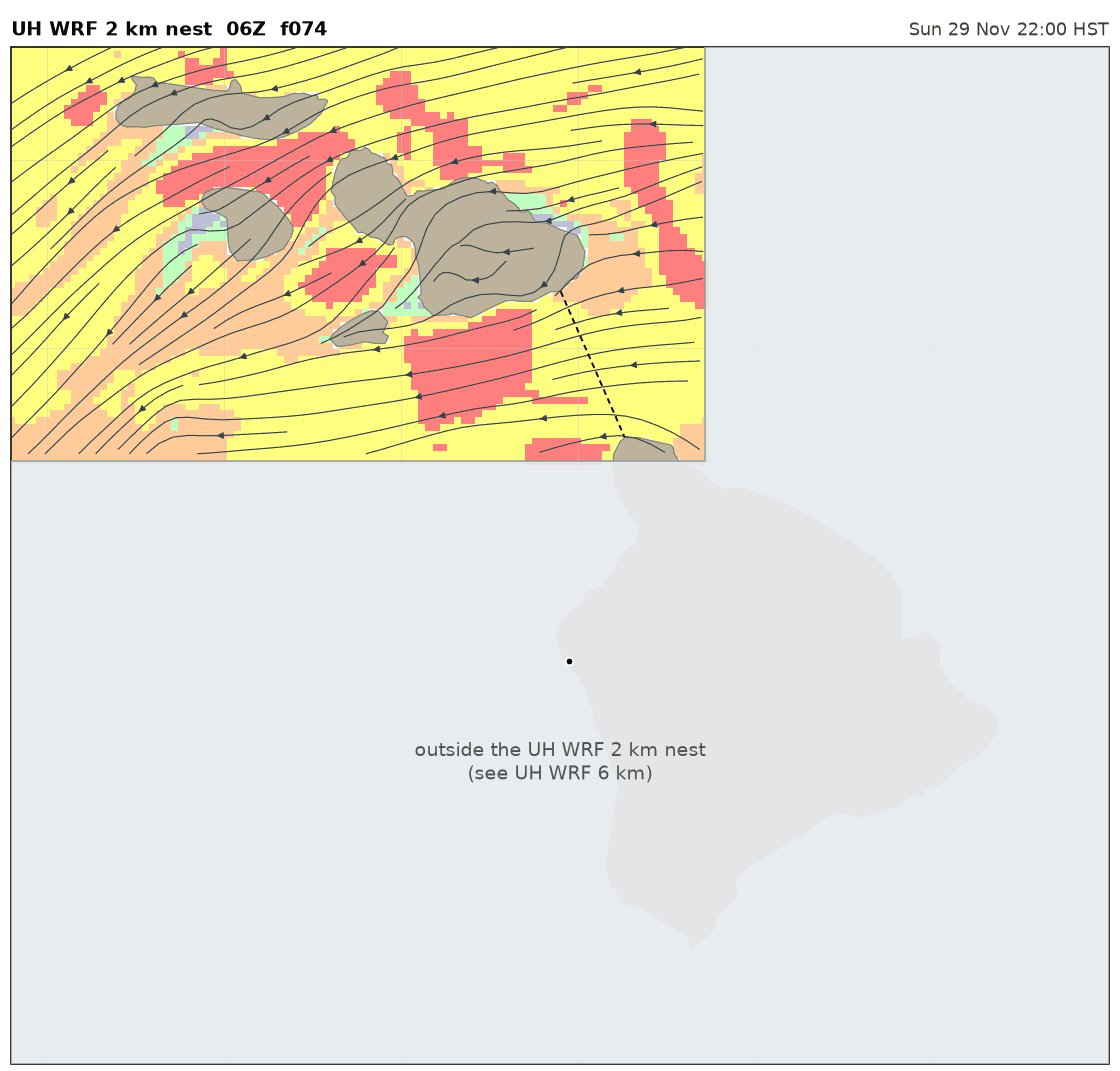 UH WRF 2 km nest  06Z  f074
Sun 29 Nov 22:00 HST
outside the UH WRF 2 km nest
(see UH WRF 6 km)